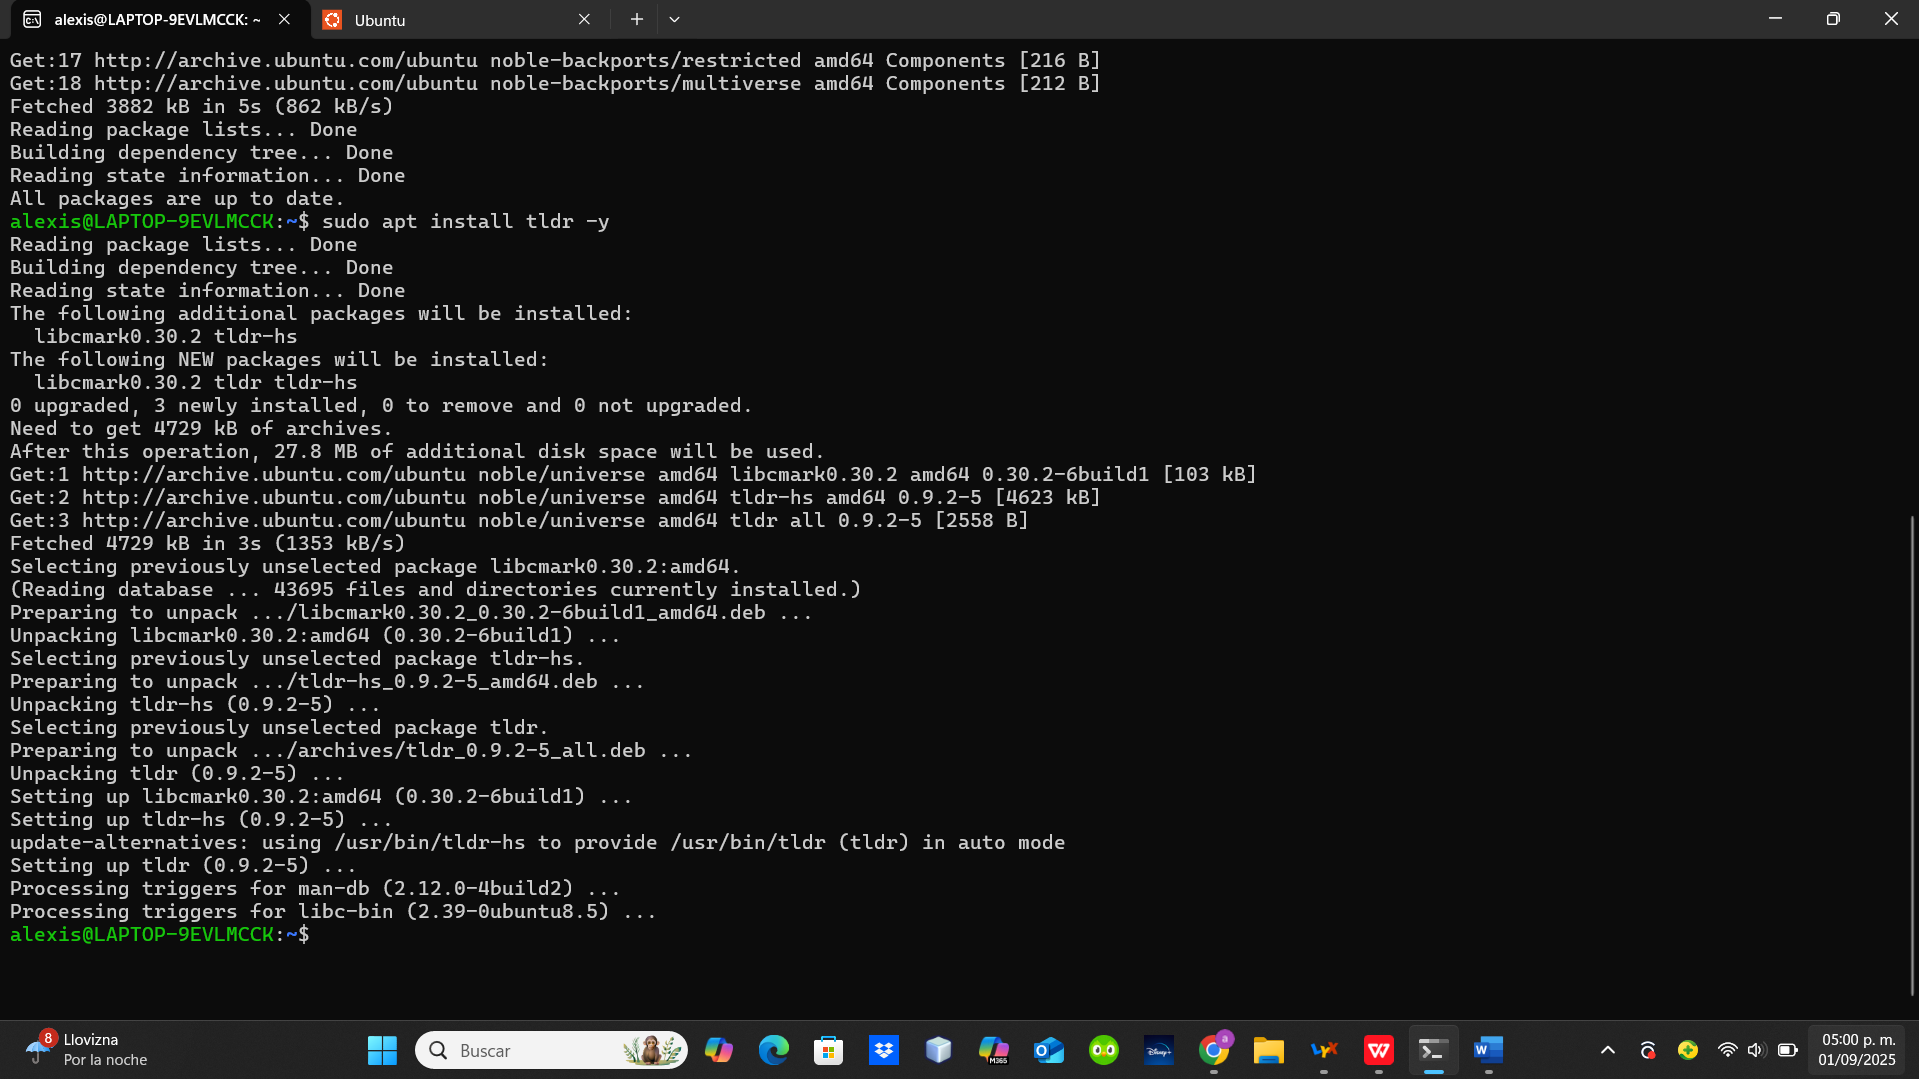 alexis@LAPTOP-9EVLMCCK: ~
Ubuntu
Get:17 http://archive.ubuntu.com/ubuntu noble-backports/restricted amd64 Components [216 B]
Get:18 http://archive.ubuntu.com/ubuntu noble-backports/multiverse amd64 Components [212 B]
Fetched 3882 kB in 5s (862 kB/s)
Reading package lists... Done
Building dependency tree... Done
Reading state information... Done
All packages are up to date.
alexis@LAPTOP-9EVLMCCK:~$ sudo apt install tldr -y
Reading package lists... Done
Building dependency tree... Done
Reading state information... Done
The following additional packages will be installed:
  libcmark0.30.2 tldr-hs
The following NEW packages will be installed:
  libcmark0.30.2 tldr tldr-hs
0 upgraded, 3 newly installed, 0 to remove and 0 not upgraded.
Need to get 4729 kB of archives.
After this operation, 27.8 MB of additional disk space will be used.
Get:1 http://archive.ubuntu.com/ubuntu noble/universe amd64 libcmark0.30.2 amd64 0.30.2-6build1 [103 kB]
Get:2 http://archive.ubuntu.com/ubuntu noble/universe amd64 tldr-hs amd64 0.9.2-5 [4623 kB]
Get:3 http://archive.ubuntu.com/ubuntu noble/universe amd64 tldr all 0.9.2-5 [2558 B]
Fetched 4729 kB in 3s (1353 kB/s)
Selecting previously unselected package libcmark0.30.2:amd64.
(Reading database ... 43695 files and directories currently installed.)
Preparing to unpack .../libcmark0.30.2_0.30.2-6build1_amd64.deb ...
Unpacking libcmark0.30.2:amd64 (0.30.2-6build1) ...
Selecting previously unselected package tldr-hs.
Preparing to unpack .../tldr-hs_0.9.2-5_amd64.deb ...
Unpacking tldr-hs (0.9.2-5) ...
Selecting previously unselected package tldr.
Preparing to unpack .../archives/tldr_0.9.2-5_all.deb ...
Unpacking tldr (0.9.2-5) ...
Setting up libcmark0.30.2:amd64 (0.30.2-6build1) ...
Setting up tldr-hs (0.9.2-5) ...
update-alternatives: using /usr/bin/tldr-hs to provide /usr/bin/tldr (tldr) in auto mode
Setting up tldr (0.9.2-5) ...
Processing triggers for man-db (2.12.0-4build2) ...
Processing triggers for libc-bin (2.39-0ubuntu8.5) ...
alexis@LAPTOP-9EVLMCCK:~$
8
Llovizna
Por la noche
Buscar
M365
Disney+
a
05:00 p. m.
01/09/2025